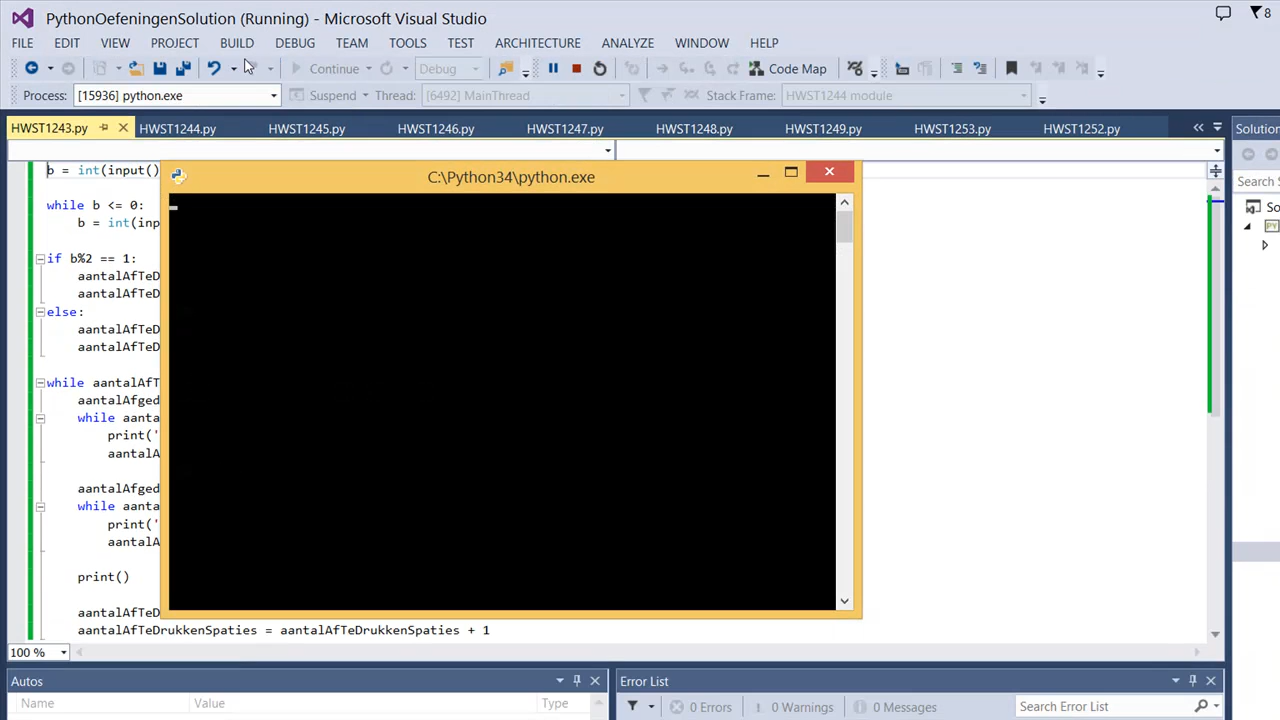 PythonOefeningenSolution (Running) - Microsoft Visual Studio
8
FILE EDIT VIEW PROJECT BUILD DEBUG TEAM TOOLS TEST ARCHITECTURE ANALYZE WINDOW HELP
Continue Debug Code Map
Process: [15936] python.exe Suspend Thread: [6492] MainThread Stack Frame: HWST1244 module
HWST1243.py HWST1244.py HWST1245.py HWST1246.py HWST1247.py HWST1248.py HWST1249.py HWST1253.py HWST1252.py
Solution
b = int(input()
C:\Python34\python.exe
Search So
while b <= 0:
So
b = int(inp
PY
if b%2 == 1:
aantalAfTeD
aantalAfTeD
else:
aantalAfTeD
aantalAfTeD
while aantalAfT
aantalAfged
while aanta
print('
aantalA
aantalAfged
while aanta
print('
aantalA
print()
aantalAfTeD
aantalAfTeDrukkenSpaties = aantalAfTeDrukkenSpaties + 1
100 %
Autos
Error List
Name Value Type
0 Errors 0 Warnings 0 Messages Search Error List